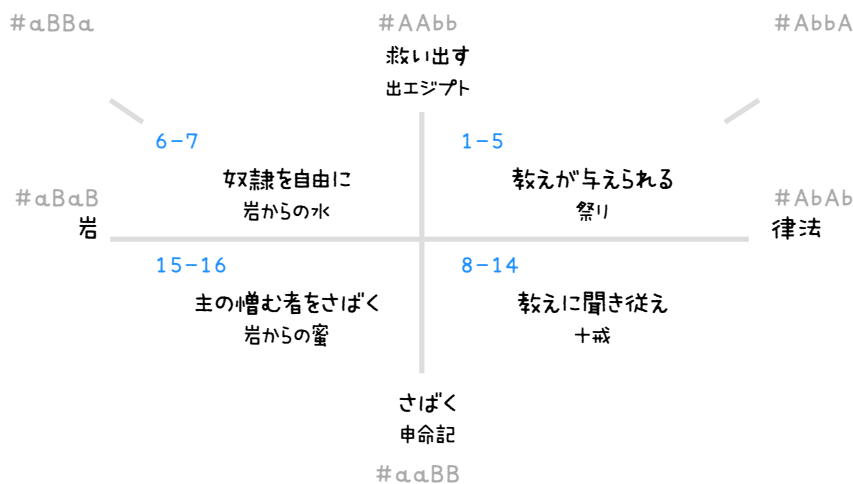 #aBBa
#AAbb
#AbbA
救い出す
出エジプト
6-7
1-5
奴隷を自由に
教えが与えられる
岩からの水
祭り
#aBaB
#AbAb
岩
律法
15-16
8-14
主の憎む者をさばく
教えに聞き従え
岩からの蜜
十戒
さばく
申命記
#aaBB